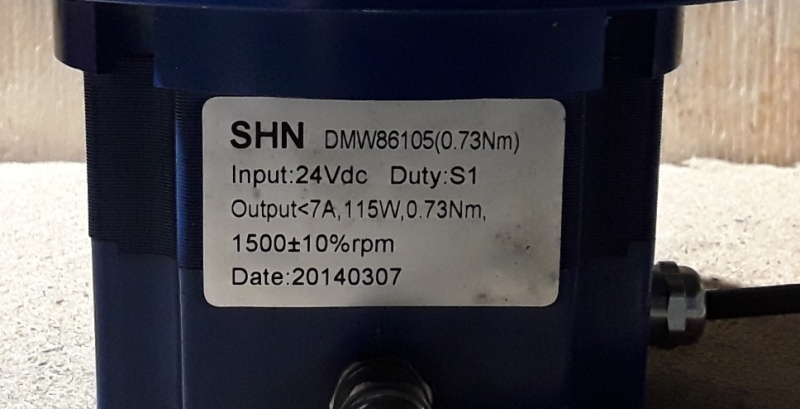 SHN DMW86105(0.73Nm)
Input:24Vdc Duty:S1
Output<7A,115W,0.73Nm,
1500±10%rpm
Date:20140307